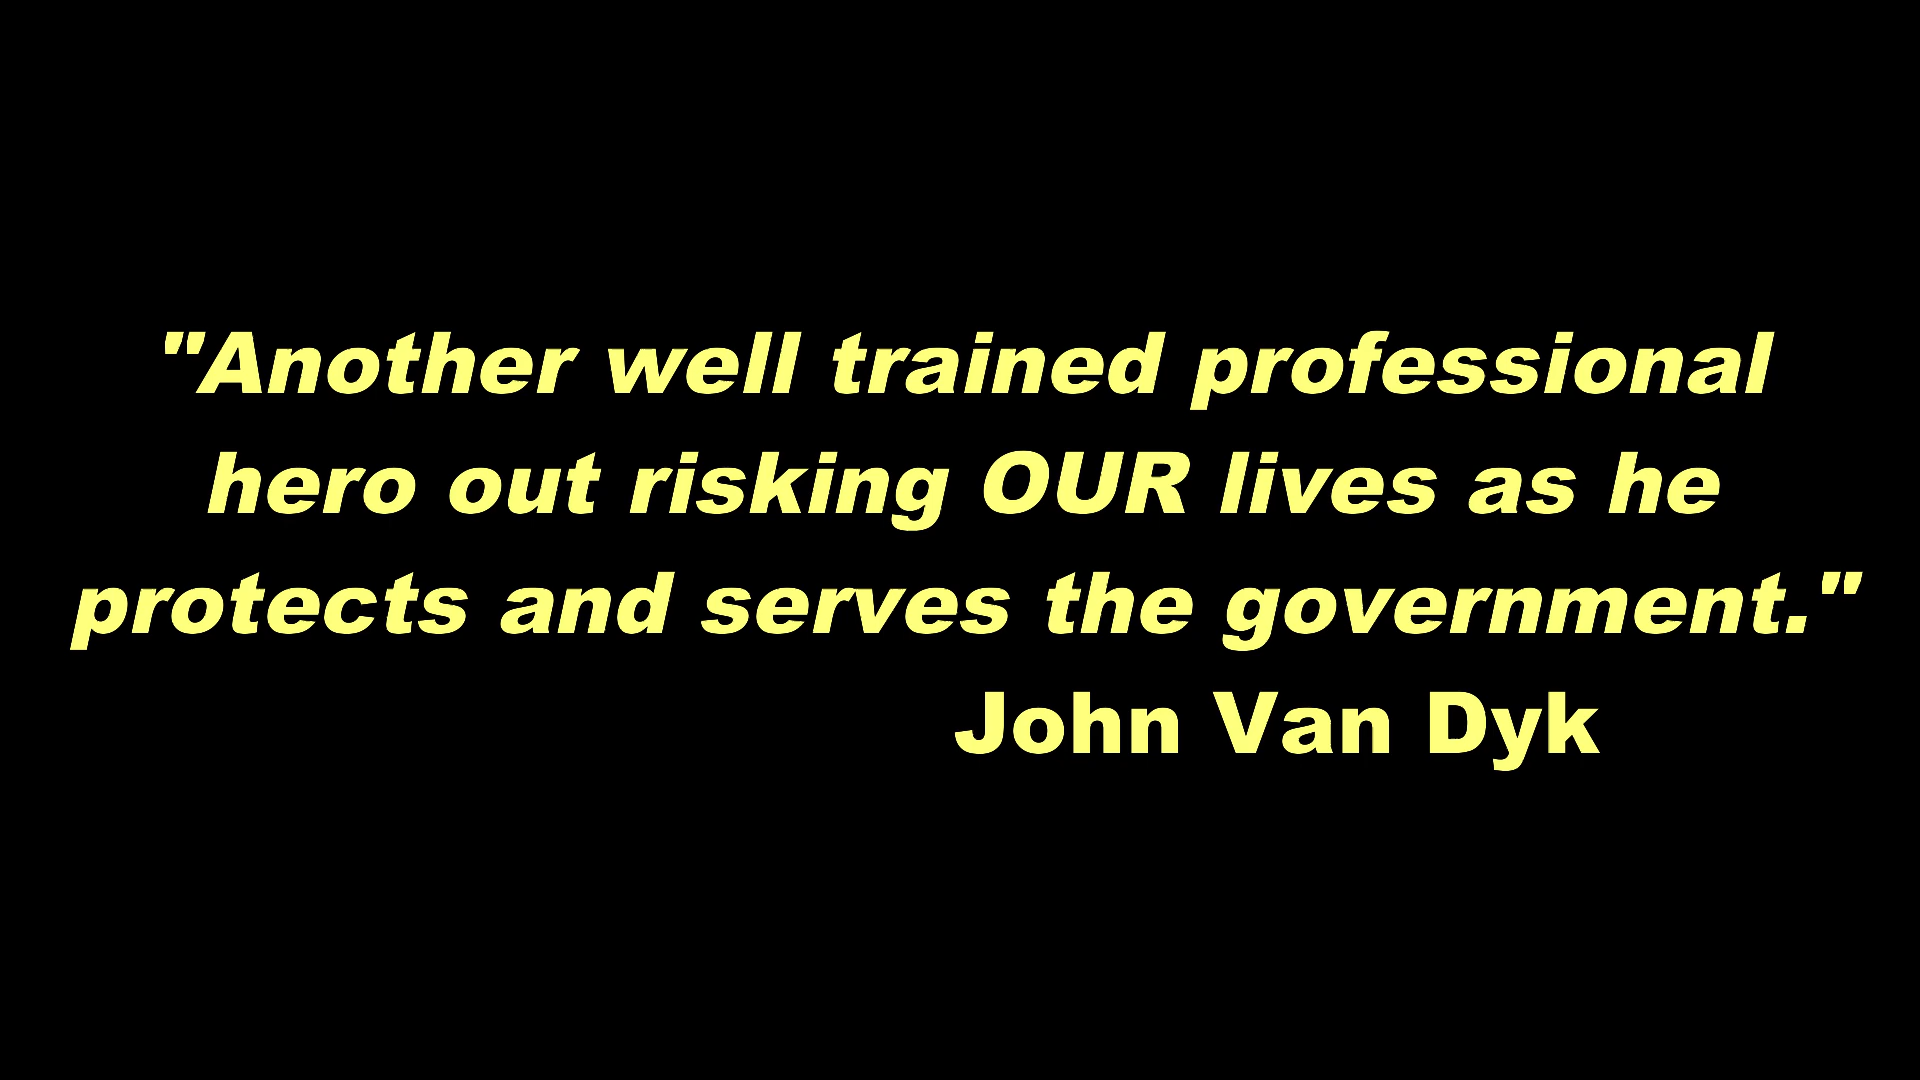 "Another well trained professional
hero out risking OUR lives as he
protects and serves the government."
John Van Dyk